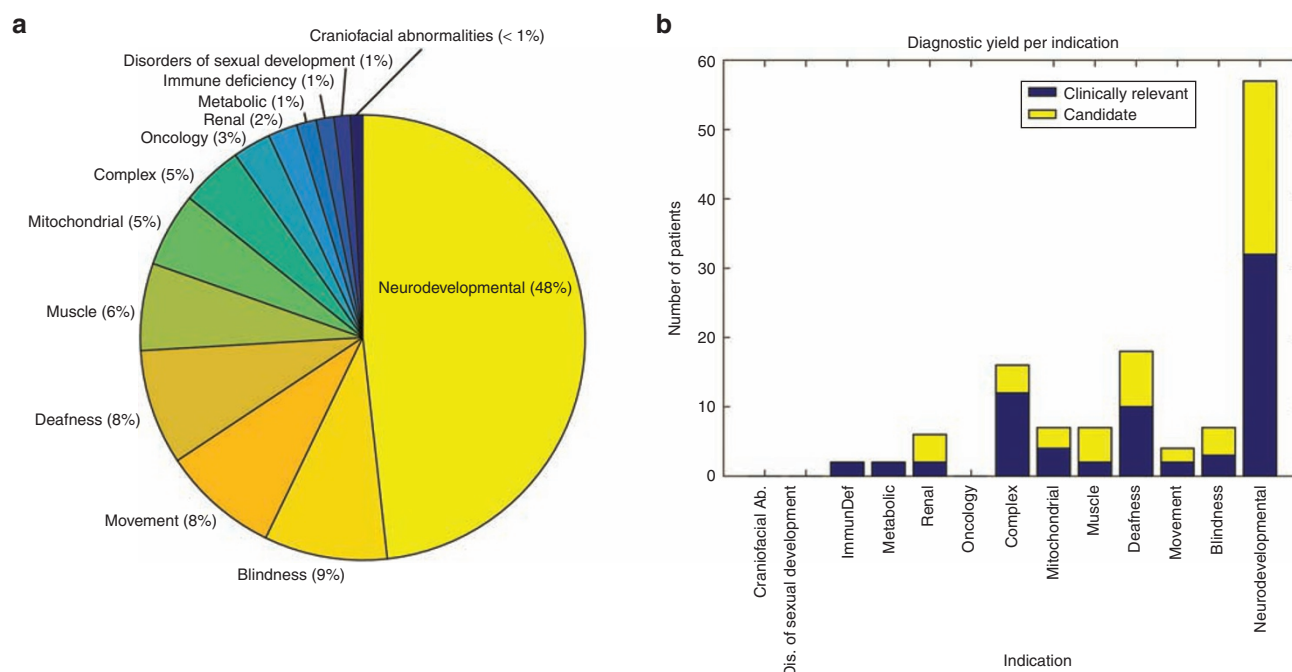 a
Craniofacial abnormalities (< 1%)
Disorders of sexual development (1%)
Immune deficiency (1%)
Metabolic (1%)
Renal (2%)
Oncology (3%)
Complex (5%)
Mitochondrial (5%)
Muscle (6%)
Deafness (8%)
Movement (8%)
Blindness (9%)
Neurodevelopmental (48%)
b
Diagnostic yield per indication
Clinically relevant
Candidate
Number of patients
60
50
40
30
20
10
0
Craniofacial Ab.
Dis. of sexual development
ImmunDef
Metabolic
Renal
Oncology
Complex
Mitochondrial
Muscle
Deafness
Movement
Blindness
Neurodevelopmental
Indication